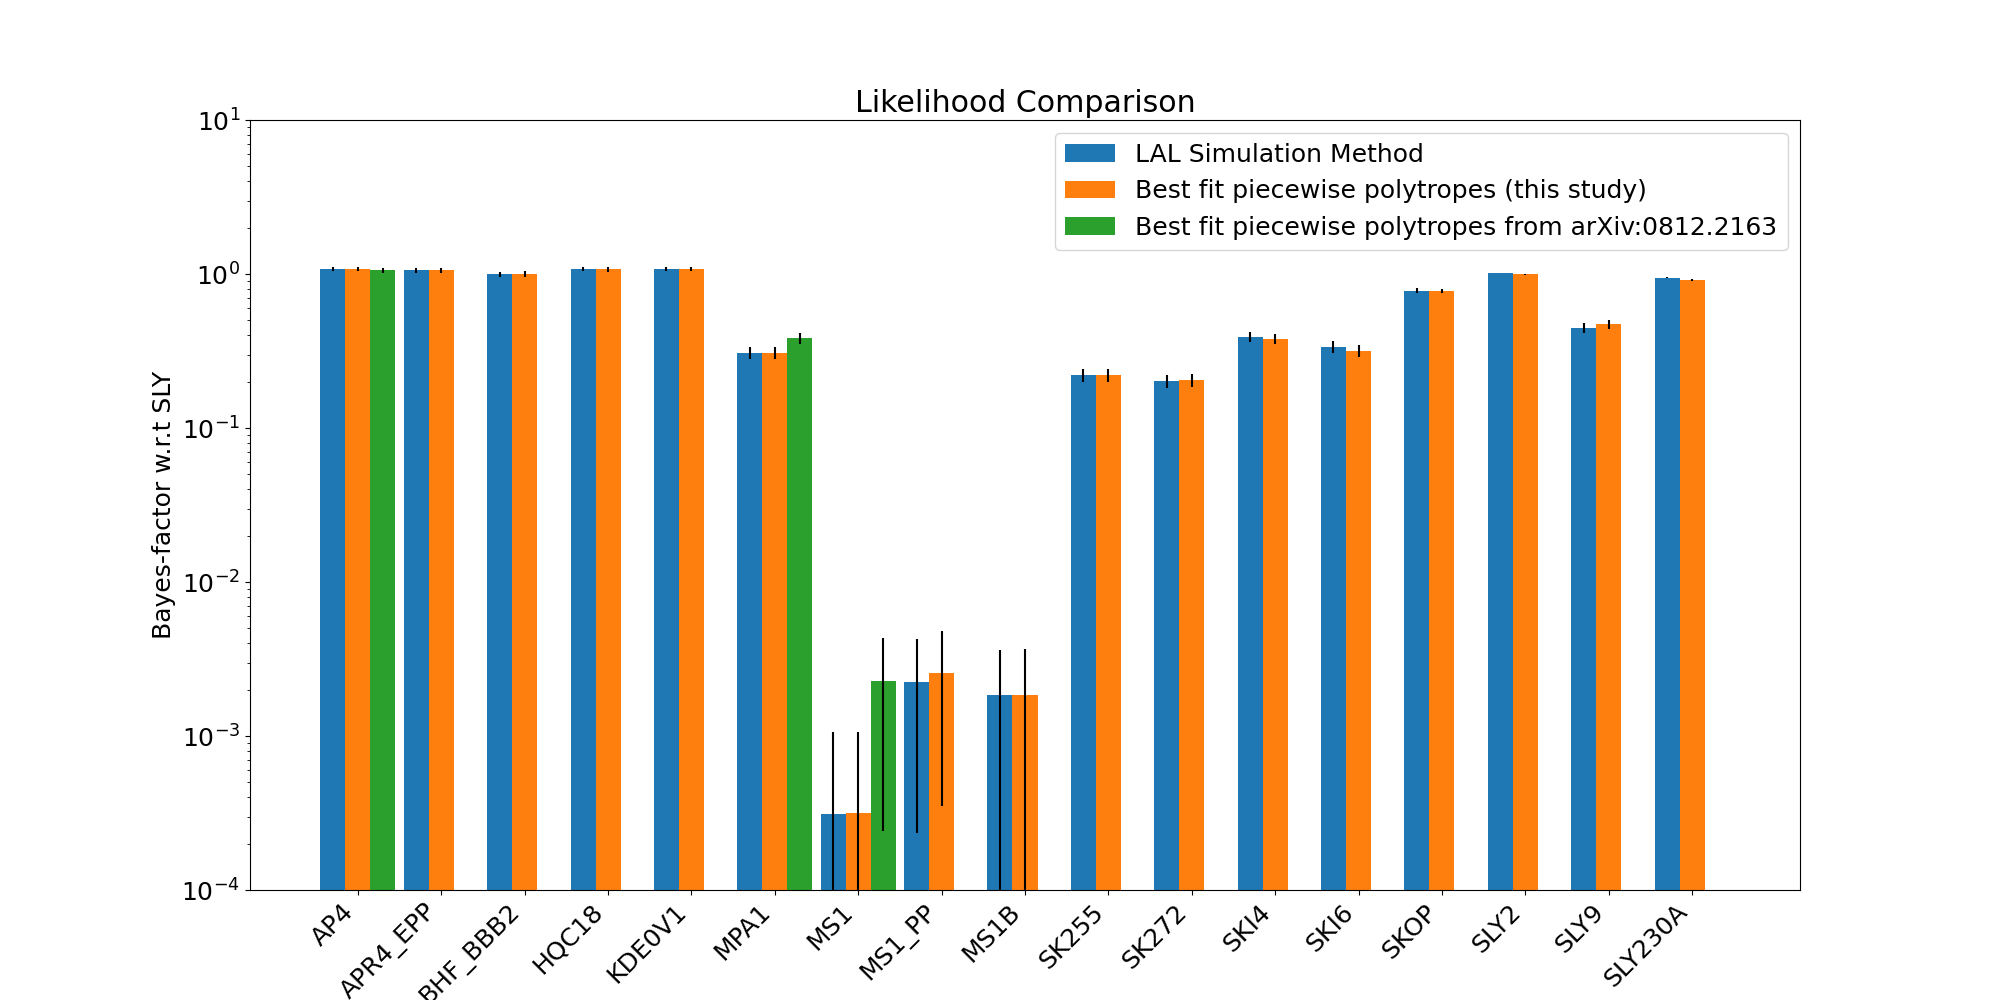 Likelihood Comparison
LAL Simulation Method
Best fit piecewise polytropes (this study)
Best fit piecewise polytropes from arXiv:0812.2163
Bayes-factor w.r.t SLY
10^1
10^0
10^−1
10^−2
10^−3
10^−4
AP4
APR4_EPP
BHF_BBB2
HQC18
KDE0V1
MPA1
MS1
MS1_PP
MS1B
SK255
SK272
SKI4
SKI6
SKOP
SLY2
SLY9
SLY230A